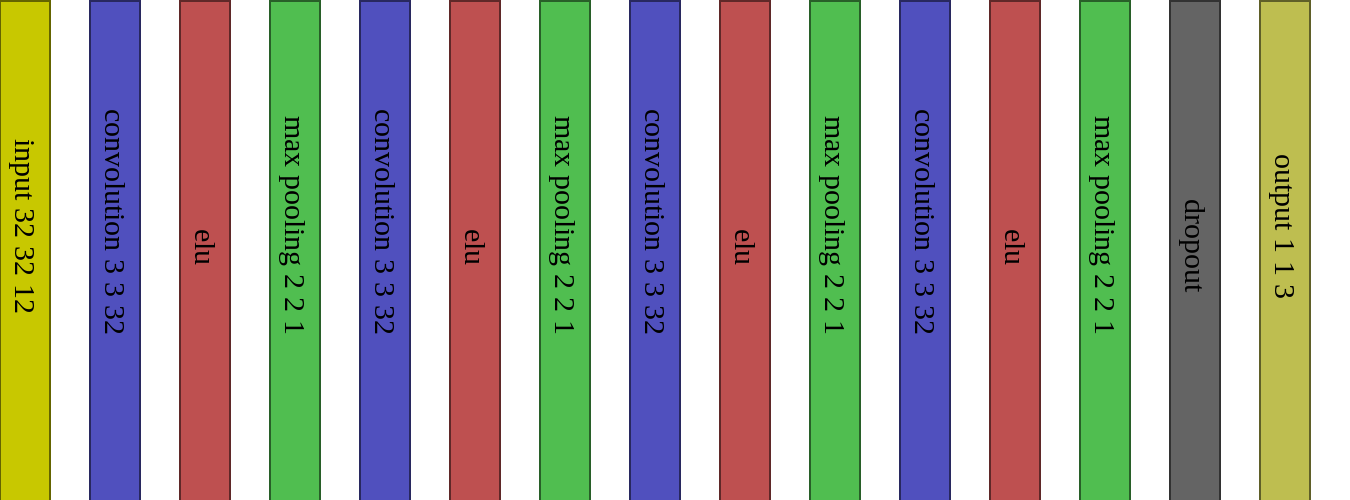 input 32 32 12
convolution 3 3 32
elu
max pooling 2 2 1
convolution 3 3 32
elu
max pooling 2 2 1
convolution 3 3 32
elu
max pooling 2 2 1
convolution 3 3 32
elu
max pooling 2 2 1
dropout
output 1 1 3